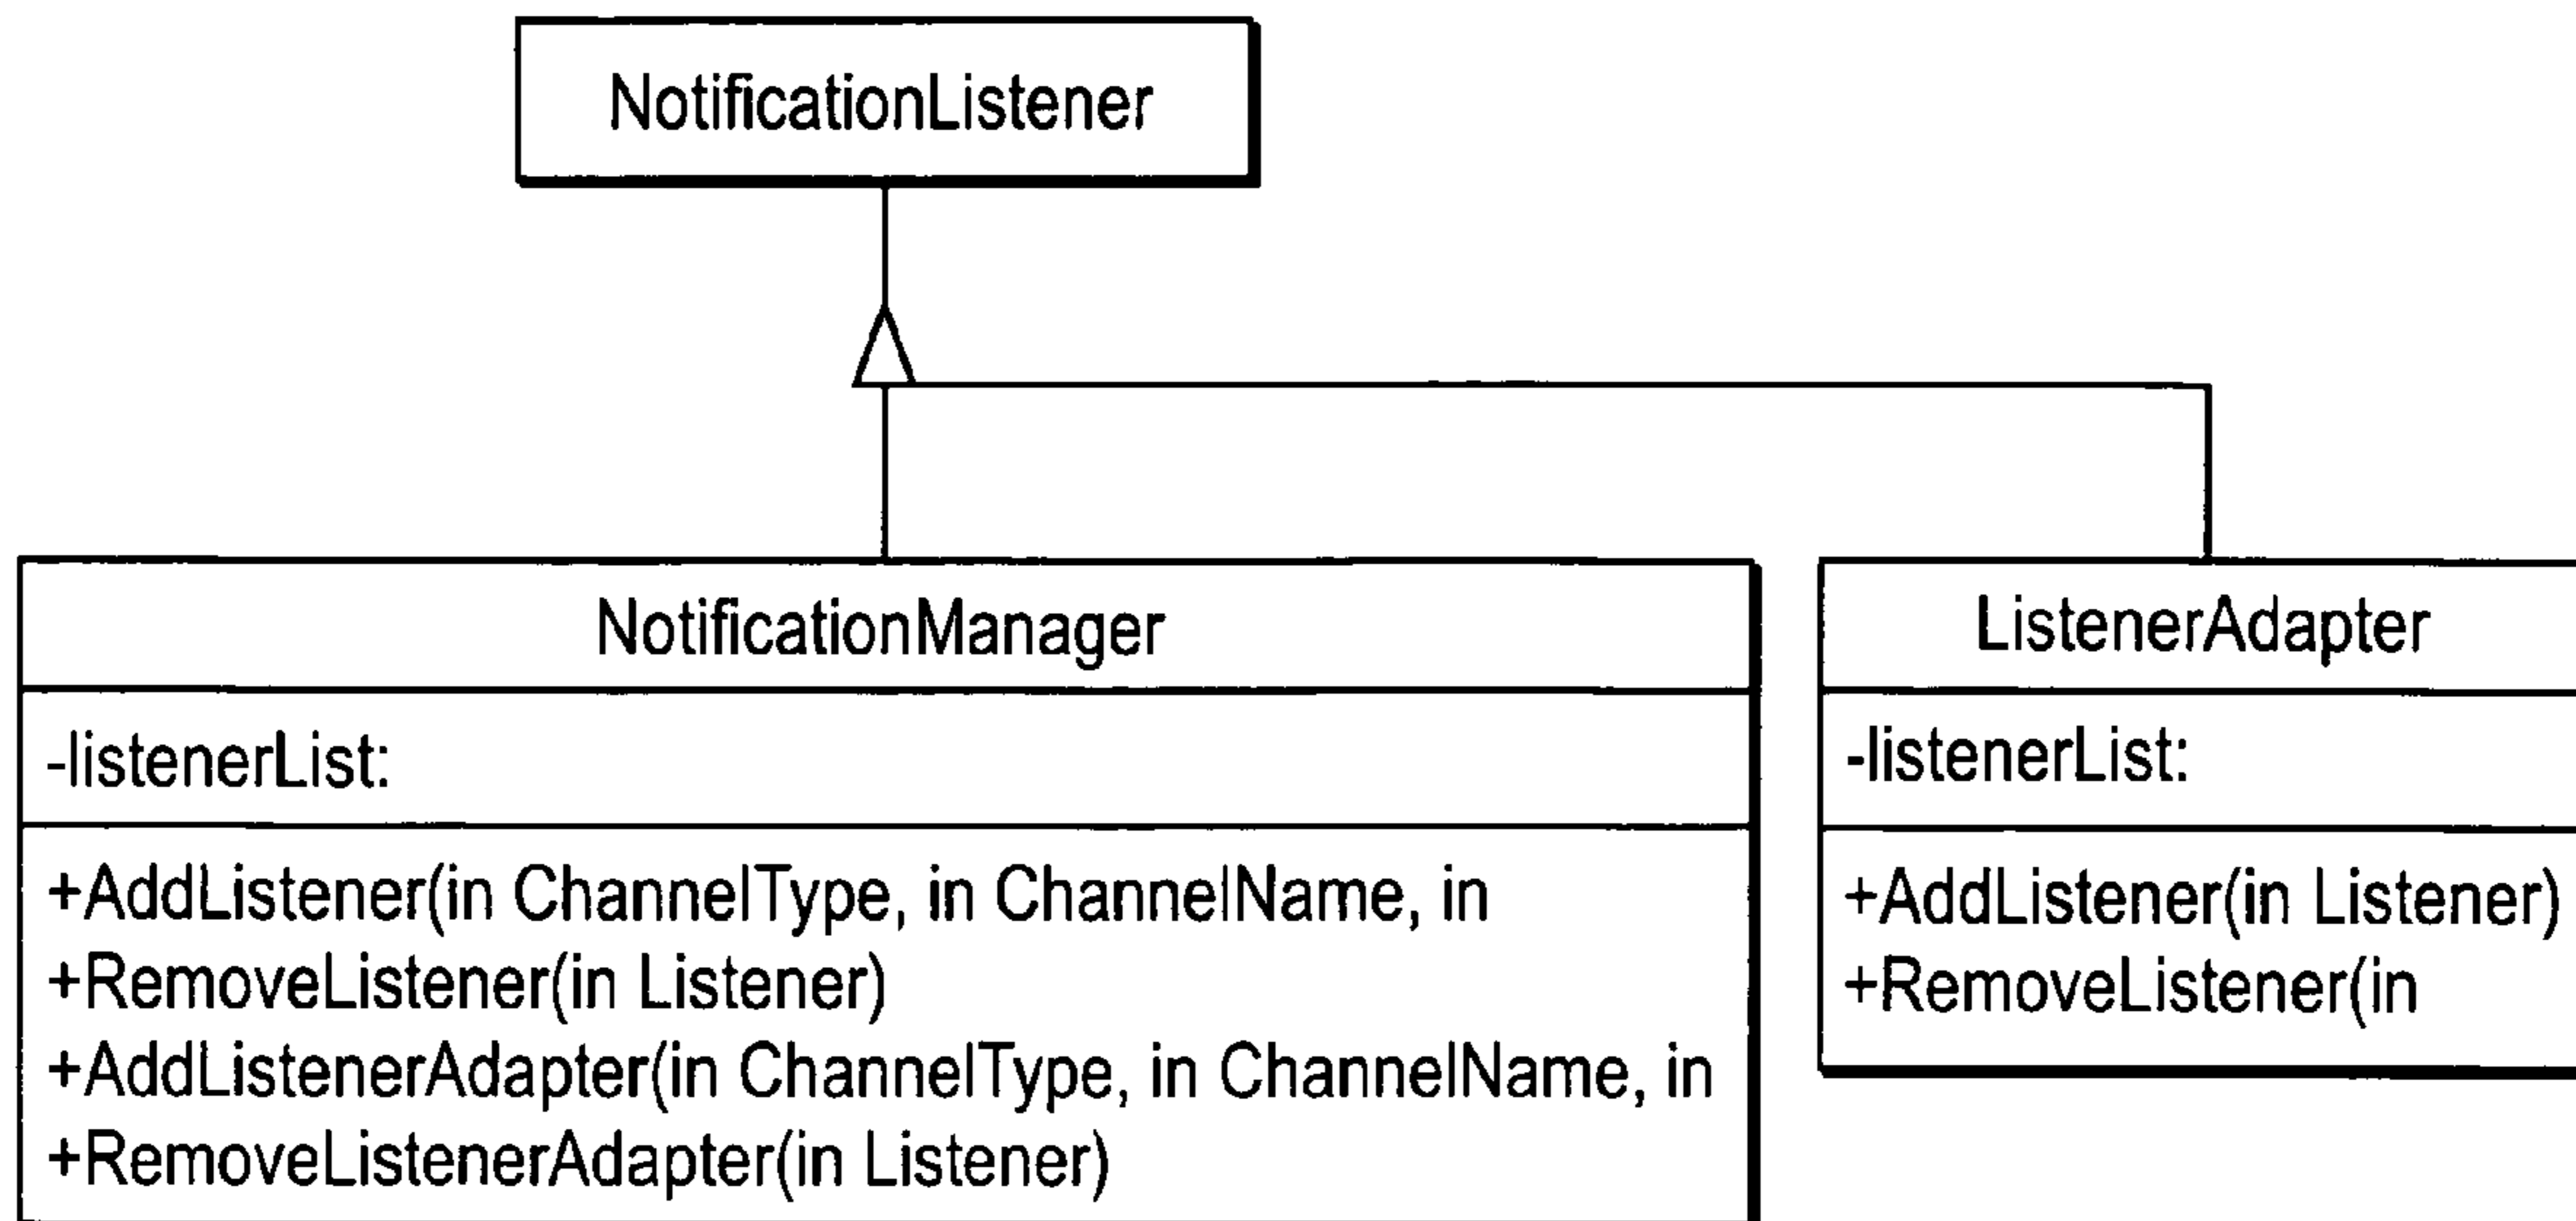 NotificationListener
NotificationManager
-listenerList:
+AddListener(in ChannelType, in ChannelName, in
+RemoveListener(in Listener)
+AddListenerAdapter(in ChannelType, in ChannelName, in
+RemoveListenerAdapter(in Listener)
ListenerAdapter
-listenerList:
+AddListener(in Listener)
+RemoveListener(in